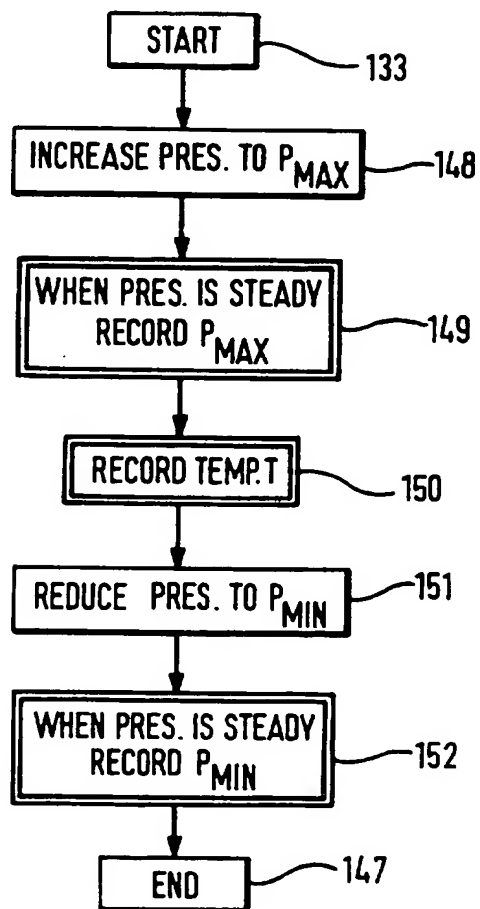 START
133
INCREASE PRES. TO PMAX
148
WHEN PRES. IS STEADY
RECORD PMAX
149
RECORD TEMP.T
150
REDUCE PRES. TO PMIN
151
WHEN PRES. IS STEADY
RECORD PMIN
152
END
147